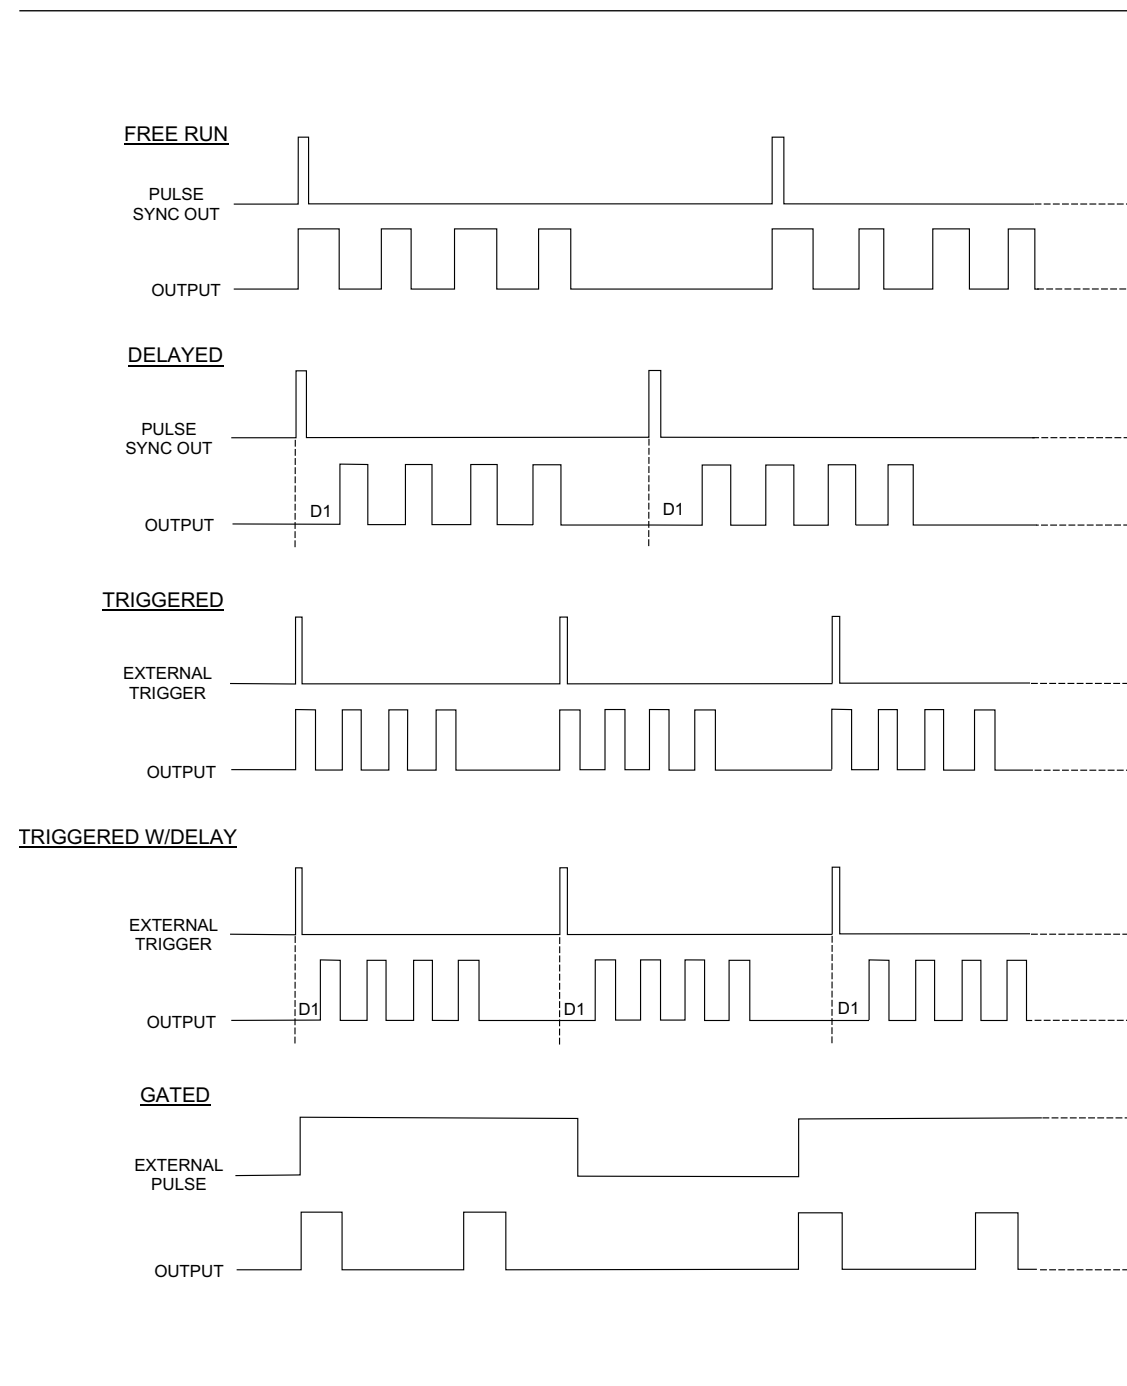 FREE RUN
PULSE
SYNC OUT
OUTPUT
DELAYED
PULSE
SYNC OUT
D1
D1
OUTPUT
TRIGGERED
EXTERNAL
TRIGGER
OUTPUT
TRIGGERED W/DELAY
EXTERNAL
TRIGGER
D1
D1
D1
OUTPUT
GATED
EXTERNAL
PULSE
OUTPUT